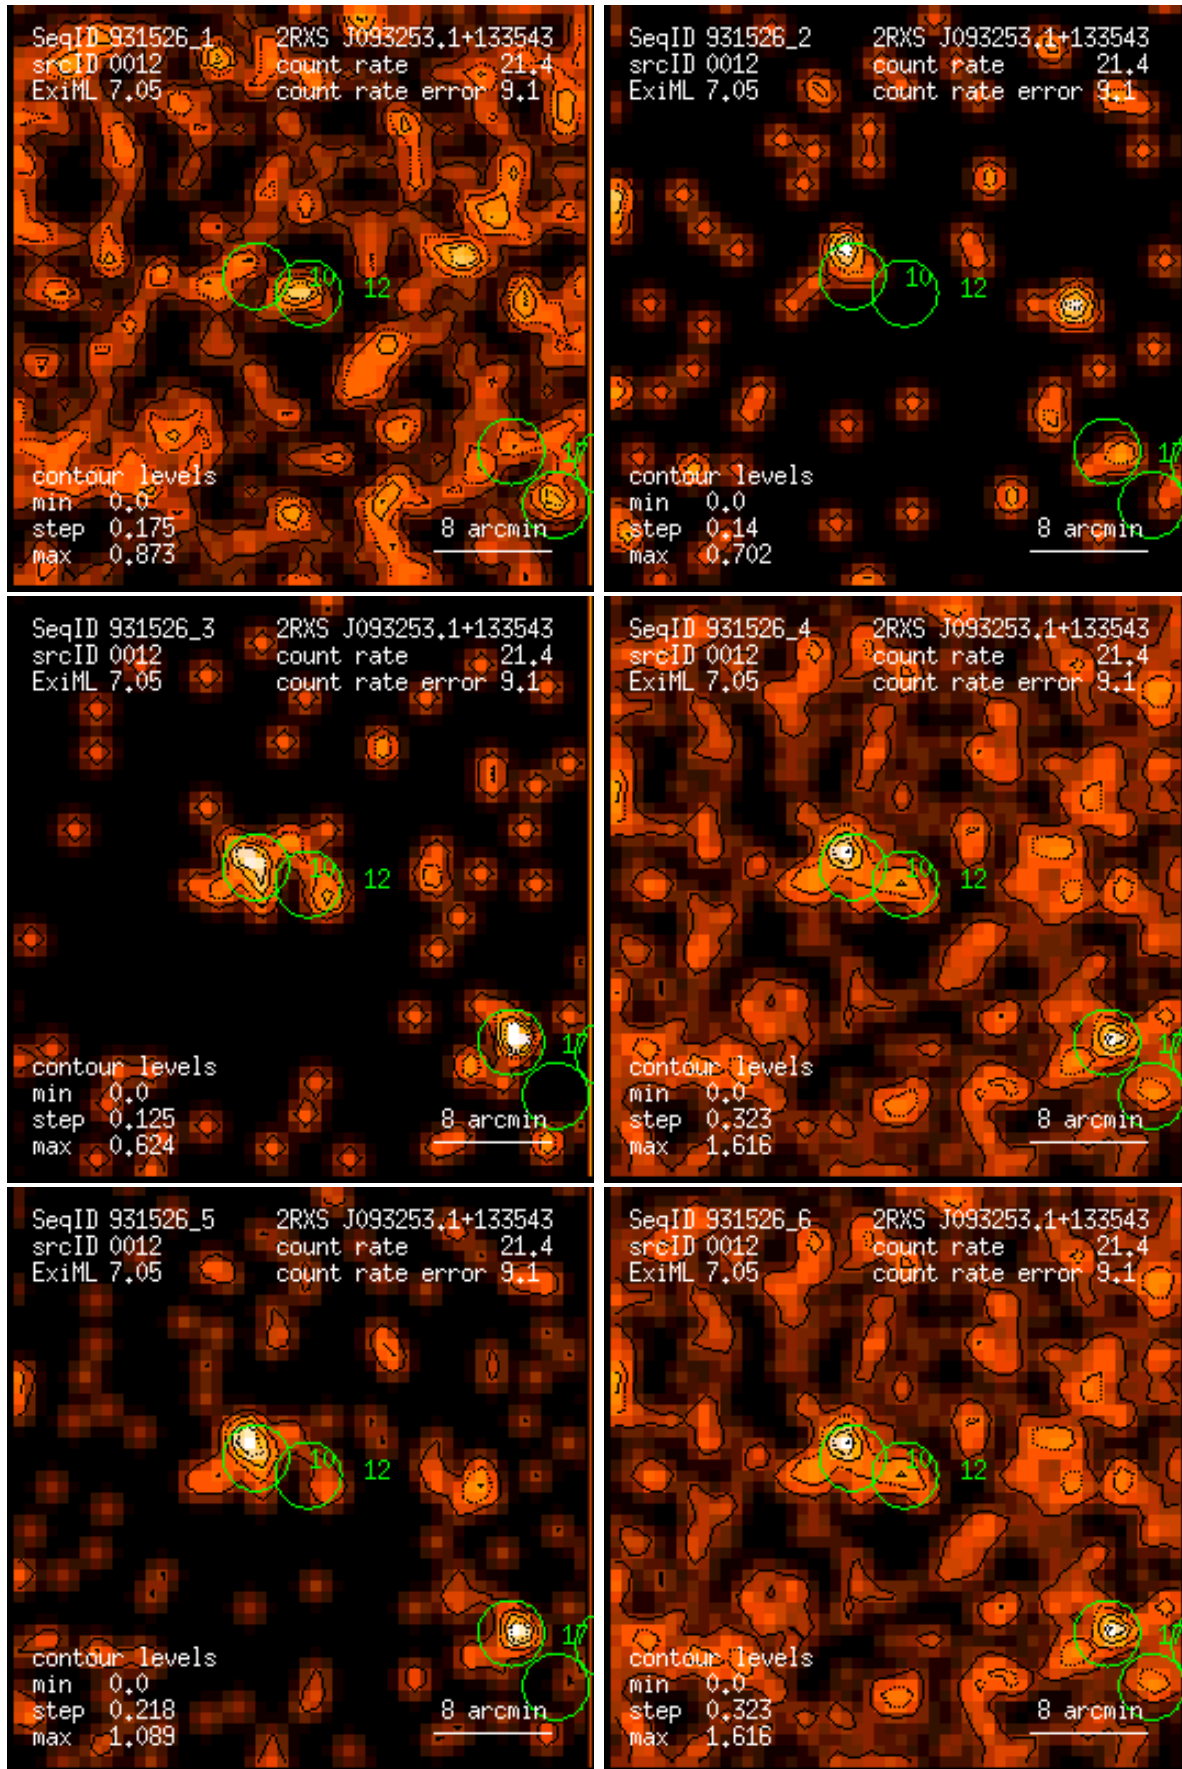 SeqID 931526_1 2RXS J093253.1+133543
srcID 0012 count rate 21.4
ExiML 7.05 count rate error 9.1
10
12
17
contour levels
min 0.0
step 0.175
max 0.873
8 arcmin
SeqID 931526_2 2RXS J093253.1+133543
srcID 0012 count rate 21.4
ExiML 7.05 count rate error 9.1
10
12
17
contour levels
min 0.0
step 0.14
max 0.702
8 arcmin
SeqID 931526_3 2RXS J093253.1+133543
srcID 0012 count rate 21.4
ExiML 7.05 count rate error 9.1
10
12
17
contour levels
min 0.0
step 0.125
max 0.624
8 arcmin
SeqID 931526_4 2RXS J093253.1+133543
srcID 0012 count rate 21.4
ExiML 7.05 count rate error 9.1
10
12
17
contour levels
min 0.0
step 0.323
max 1.616
8 arcmin
SeqID 931526_5 2RXS J093253.1+133543
srcID 0012 count rate 21.4
ExiML 7.05 count rate error 9.1
10
12
17
contour levels
min 0.0
step 0.218
max 1.089
8 arcmin
SeqID 931526_6 2RXS J093253.1+133543
srcID 0012 count rate 21.4
ExiML 7.05 count rate error 9.1
10
12
17
contour levels
min 0.0
step 0.323
max 1.616
8 arcmin